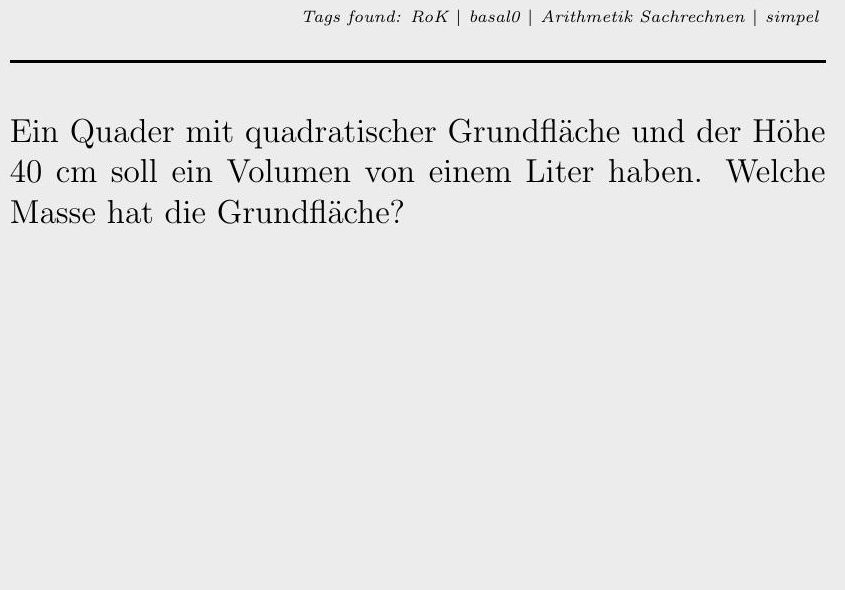 Tags found: RoK | basal0 | Arithmetik Sachrechnen | simpel
Ein Quader mit quadratischer Grundfläche und der Höhe
40 cm soll ein Volumen von einem Liter haben. Welche
Masse hat die Grundfläche?